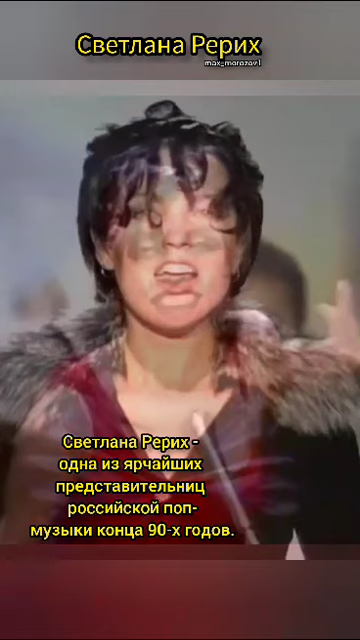 Светлана Рерих
max_morozov1
Светлана Рерих -
одна из ярчайших
представительниц
российской поп-
музыки конца 90-х годов.